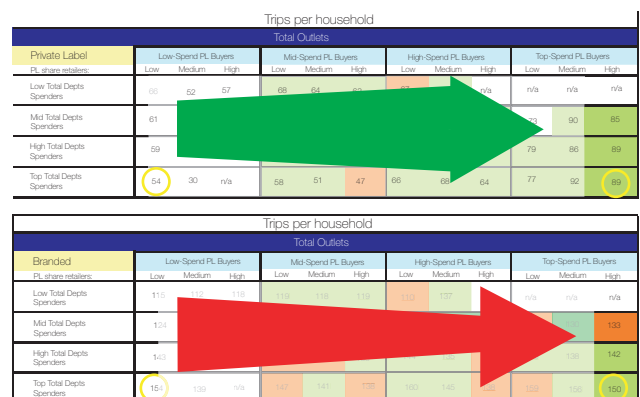 Trips per household
Total Outlets
Private Label Low-Spend PL Buyers Mid-Spend PL Buyers High-Spend PL Buyers Top-Spend PL Buyers
PL share retailers: Low Medium High Low Medium High Low Medium High Low Medium High
Low Total Depts Spenders 66 52 57 68 64 n/a n/a n/a n/a
Mid Total Depts Spenders 61 90 85
High Total Depts Spenders 59 79 86 89
Top Total Depts Spenders 54 30 n/a 58 51 47 66 68 64 77 92 89
Trips per household
Total Outlets
Branded Low-Spend PL Buyers Mid-Spend PL Buyers High-Spend PL Buyers Top-Spend PL Buyers
PL share retailers: Low Medium High Low Medium High Low Medium High Low Medium High
Low Total Depts Spenders 115 112 118 119 118 119 110 137 n/a n/a n/a
Mid Total Depts Spenders 124 133
High Total Depts Spenders 143 138 142
Top Total Depts Spenders 154 139 n/a 147 141 138 160 145 156 150